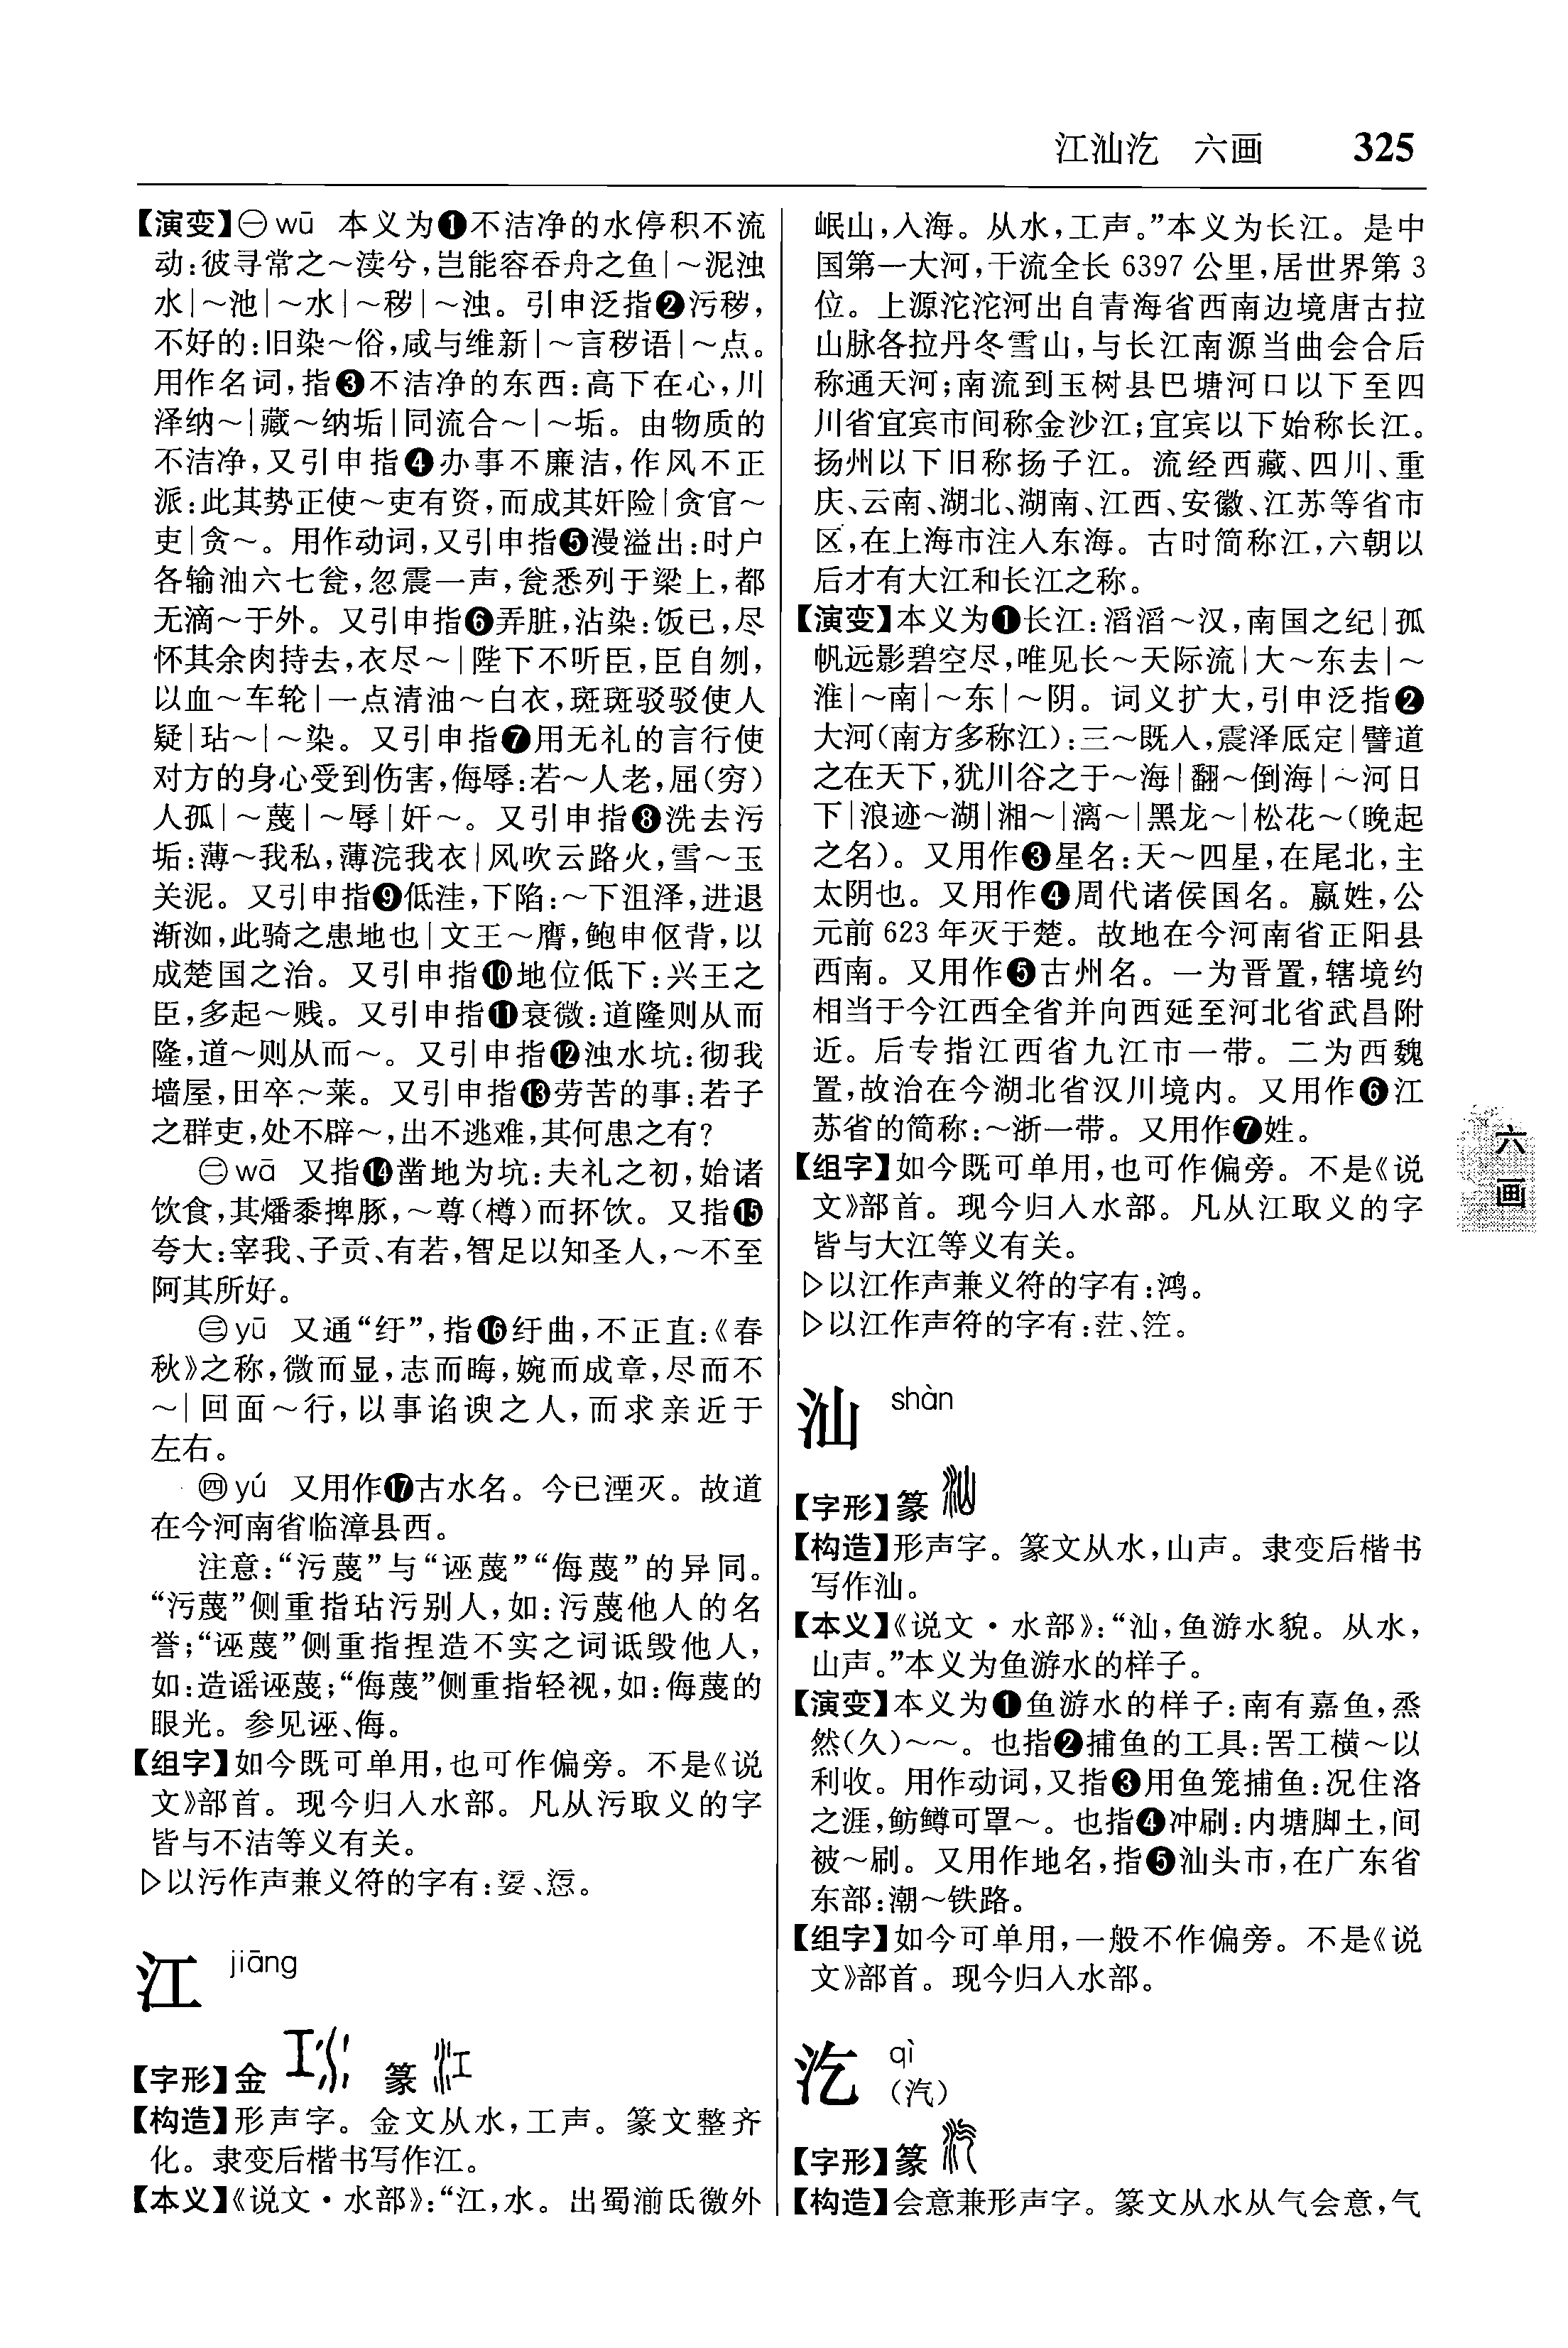 江汕汔　六画　325
【演变】㊀wū　本义为❶不洁净的水停积不流
动:彼寻常之～渎兮,岂能容吞舟之鱼|～泥浊
水|～池|～水|～秽|～浊。引申泛指❷污秽,
不好的:旧染～俗,咸与维新|～言秽语|～点。
用作名词,指❸不洁净的东西:高下在心,川
泽纳～|藏～纳垢|同流合～|～垢。由物质的
不洁净,又引申指❹办事不廉洁,作风不正
派:此其势正使～吏有资,而成其奸险|贪官～
吏|贪～。用作动词,又引申指❺漫溢出:时户
各输油六七瓮,忽震一声,瓮悉列于梁上,都
无滴～于外。又引申指❻弄脏,沾染:饭已,尽
怀其余肉持去,衣尽～|陛下不听臣,臣自刎,
以血～车轮|一点清油～白衣,斑斑驳驳使人
疑|玷～|～染。又引申指❼用无礼的言行使
对方的身心受到伤害,侮辱:若～人老,屈(穷)
人孤|～蔑|～辱|奸～。又引申指❽洗去污
垢:薄～我私,薄浣我衣|风吹云路火,雪～玉
关泥。又引申指❾低洼,下陷:～下沮泽,进退
渐洳,此骑之患地也|文王～膺,鲍申伛背,以
成楚国之治。又引申指❿地位低下:兴王之
臣,多起～贱。又引申指⓫衰微:道隆则从而
隆,道～则从而～。又引申指⓬浊水坑:彻我
墙屋,田卒～莱。又引申指⓭劳苦的事:若子
之群吏,处不辟～,出不逃难,其何患之有?
㊁wā　又指⓮凿地为坑:夫礼之初,始诸
饮食,其燔黍捭豚,～尊(樽)而抔饮。又指⓯
夸大:宰我、子贡、有若,智足以知圣人,～不至
阿其所好。
㊂yū　又通“纡”,指⓰纡曲,不正直:《春
秋》之称,微而显,志而晦,婉而成章,尽而不
～|回面～行,以事谄谀之人,而求亲近于
左右。
㊃yú　又用作⓱古水名。今已湮灭。故道
在今河南省临漳县西。
注意:“污蔑”与“诬蔑”“侮蔑”的异同。
“污蔑”侧重指玷污别人,如:污蔑他人的名
誉;“诬蔑”侧重指捏造不实之词诋毁他人,
如:造谣诬蔑;“侮蔑”侧重指轻视,如:侮蔑的
眼光。参见诬、侮。
【组字】如今既可单用,也可作偏旁。不是《说
文》部首。现今归入水部。凡从污取义的字
皆与不洁等义有关。
▷以污作声兼义符的字有:
江　jiāng
【字形】金　篆
【构造】形声字。金文从水,工声。篆文整齐
化。隶变后楷书写作江。
【本义】《说文·水部》:“江,水。出蜀湔氐徼外
岷山,入海。从水,工声。”本义为长江。是中
国第一大河,干流全长 6397 公里,居世界第 3
位。上源沱沱河出自青海省西南边境唐古拉
山脉各拉丹冬雪山,与长江南源当曲会合后
称通天河;南流到玉树县巴塘河口以下至四
川省宜宾市间称金沙江;宜宾以下始称长江。
扬州以下旧称扬子江。流经西藏、四川、重
庆、云南、湖北、湖南、江西、安徽、江苏等省市
区,在上海市注入东海。古时简称江,六朝以
后才有大江和长江之称。
【演变】本义为❶长江:滔滔～汉,南国之纪|孤
帆远影碧空尽,唯见长～天际流|大～东去|～
淮|～南|～东|～阴。词义扩大,引申泛指❷
大河(南方多称江):三～既入,震泽厎定|譬道
之在天下,犹川谷之于～海|翻～倒海|～河日
下|浪迹～湖|湘～|漓～|黑龙～|松花～(晚起
之名)。又用作❸星名:天～四星,在尾北,主
太阴也。又用作❹周代诸侯国名。嬴姓,公
元前 623 年灭于楚。故地在今河南省正阳县
西南。又用作❺古州名。一为晋置,辖境约
相当于今江西全省并向西延至河北省武昌附
近。后专指江西省九江市一带。二为西魏
置,故治在今湖北省汉川境内。又用作❻江
苏省的简称:～浙一带。又用作❼姓。
【组字】如今既可单用,也可作偏旁。不是《说
文》部首。现今归入水部。凡从江取义的字
皆与大江等义有关。
▷以江作声兼义符的字有:鸿。
▷以江作声符的字有:茳、笂。
汕　shàn
【字形】篆
【构造】形声字。篆文从水,山声。隶变后楷书
写作汕。
【本义】《说文·水部》:“汕,鱼游水貌。从水,
山声。”本义为鱼游水的样子。
【演变】本义为❶鱼游水的样子:南有嘉鱼,烝
然(久)～～。也指❷捕鱼的工具:罟工横～以
利收。用作动词,又指❸用鱼笼捕鱼:况住洛
之涯,鲂鳟可罩～。也指❹冲刷:内塘脚土,间
被～刷。又用作地名,指❺汕头市,在广东省
东部:潮～铁路。
【组字】如今可单用,一般不作偏旁。不是《说
文》部首。现今归入水部。
汔　qì
(汽)
【字形】篆
【构造】会意兼形声字。篆文从水从气会意,气
六画